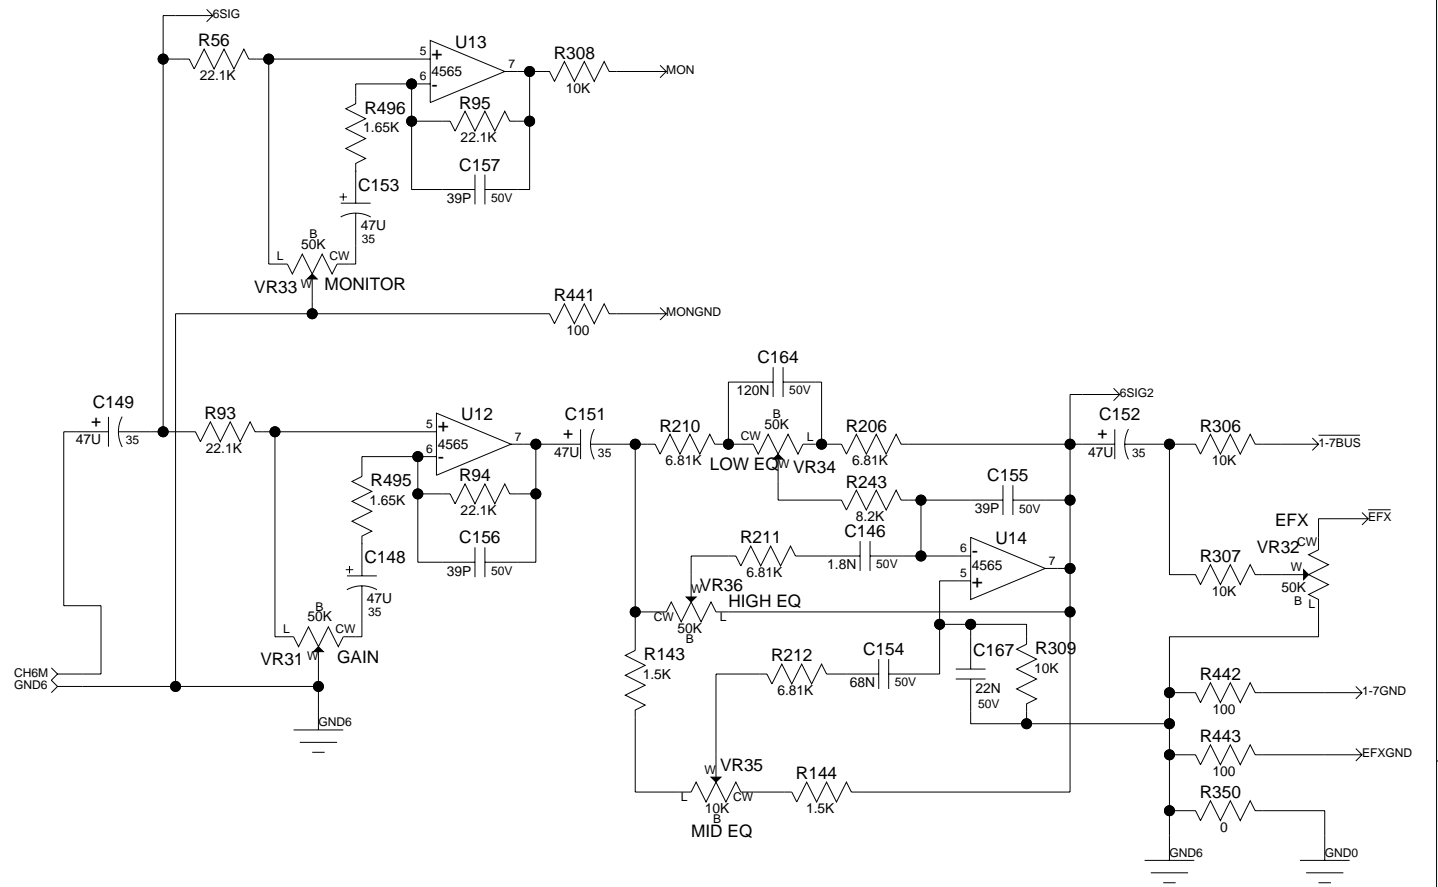 6SIG
R56
22.1K
U13
5
+
4565
6
-
7
R308
10K
MON
R496
1.65K
R95
22.1K
C157
39P
50V
C153
+
47U
35
B
50K
L
CW
VR33
W
MONITOR
R441
100
MONGND
C149
+
47U
35
R93
22.1K
U12
5
+
4565
6
-
7
C151
+
47U
35
R495
1.65K
R94
22.1K
C156
39P
50V
C148
+
47U
35
B
50K
L
CW
VR31
W
GAIN
CH6M
GND6
GND6
C164
120N
50V
R210
6.81K
B
50K
CW
L
LOW EQ
W
VR34
R206
6.81K
6SIG2
C152
+
47U
35
R306
10K
1-7BUS
R243
8.2K
C155
39P
50V
R211
6.81K
C146
1.8N
50V
U14
6
-
4565
5
+
7
W
VR36
HIGH EQ
CW
50K
L
B
EFX
EFX
VR32
CW
W
50K
B
L
R307
10K
R143
1.5K
R212
6.81K
C154
68N
50V
C167
22N
50V
R309
10K
R442
100
1-7GND
R443
100
EFXGND
W
VR35
L
10K
CW
B
MID EQ
R144
1.5K
R350
0
GND6
GND0